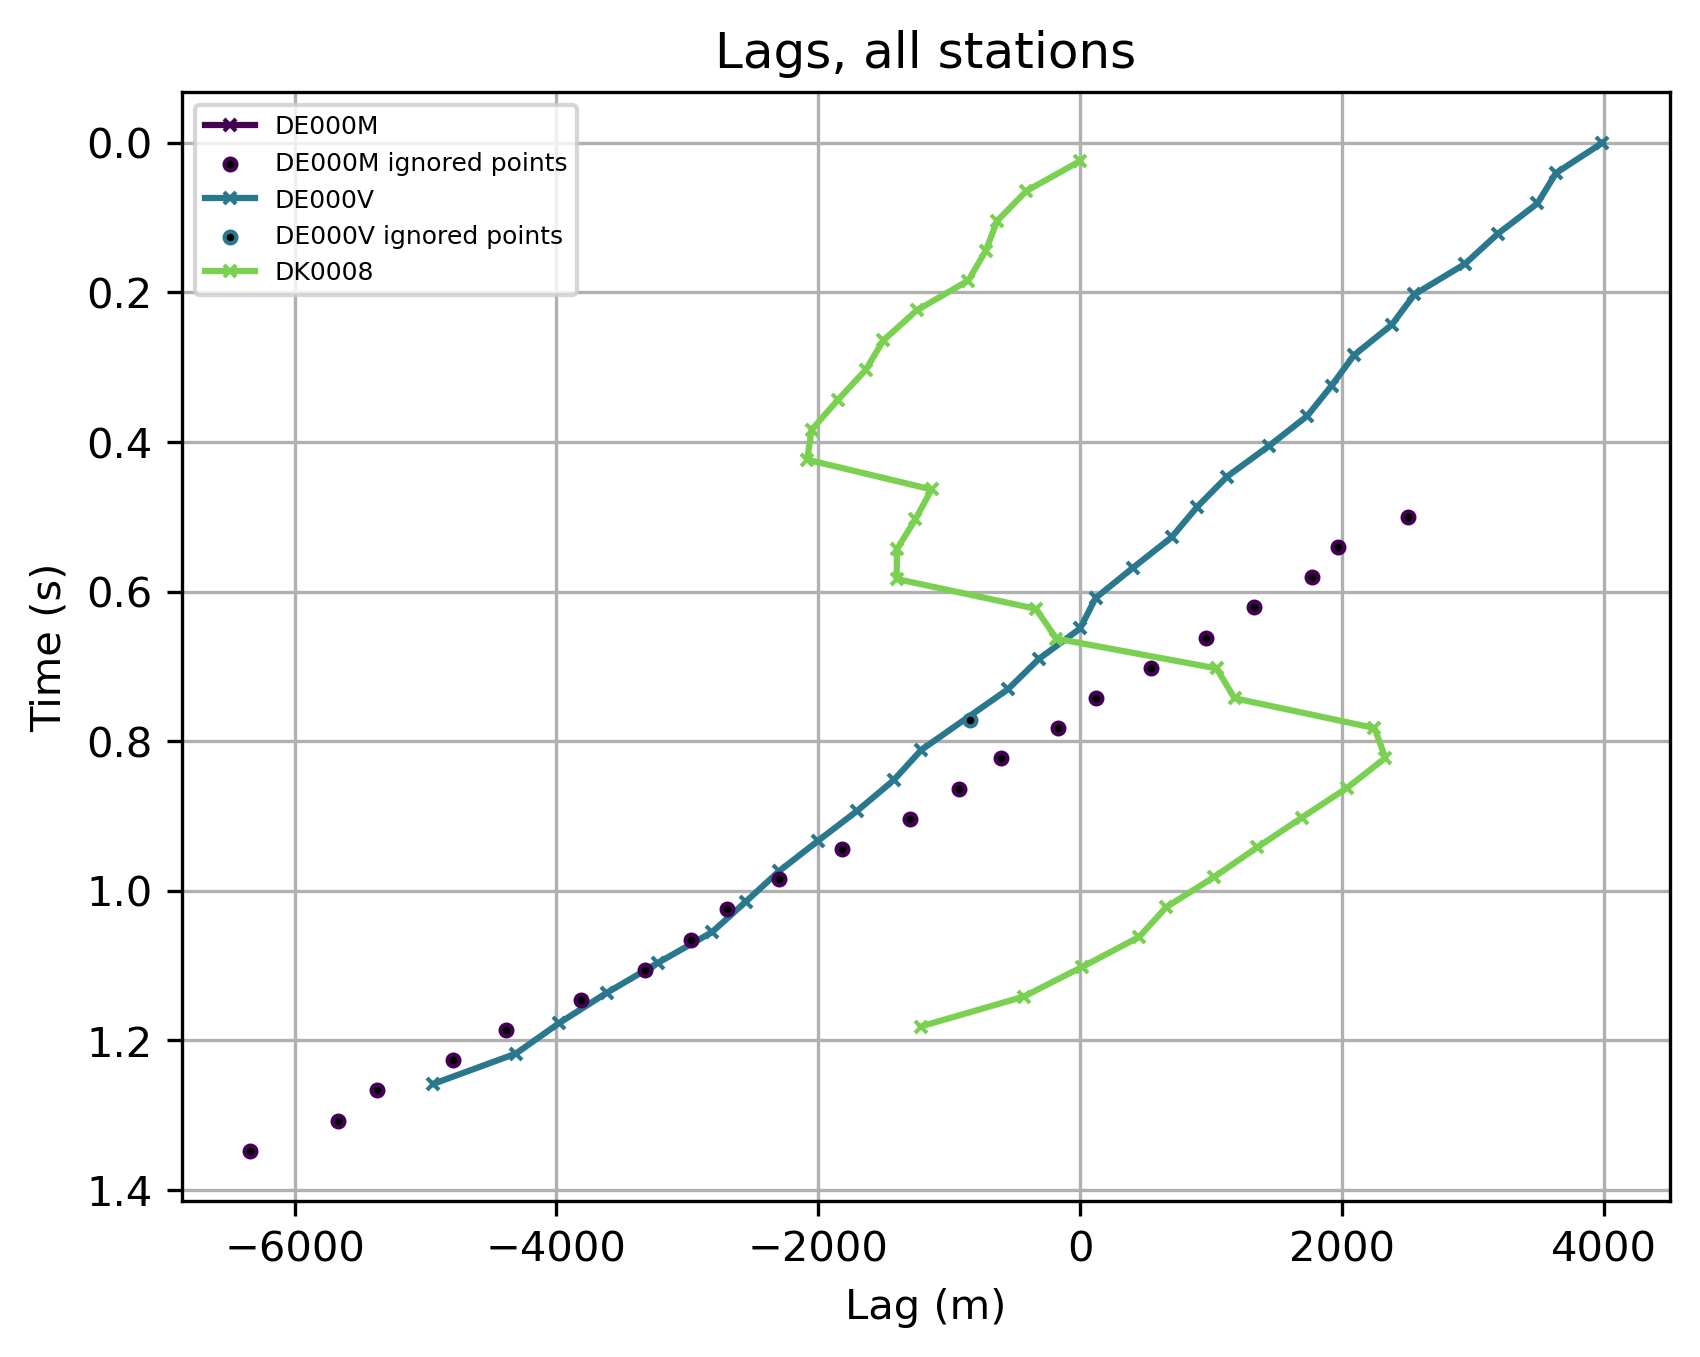 Lags, all stations
DE000M
DE000M ignored points
DE000V
DE000V ignored points
DK0008
0.0
0.2
0.4
0.6
0.8
1.0
1.2
1.4
Time (s)
−6000 −4000 −2000 0 2000 4000
Lag (m)